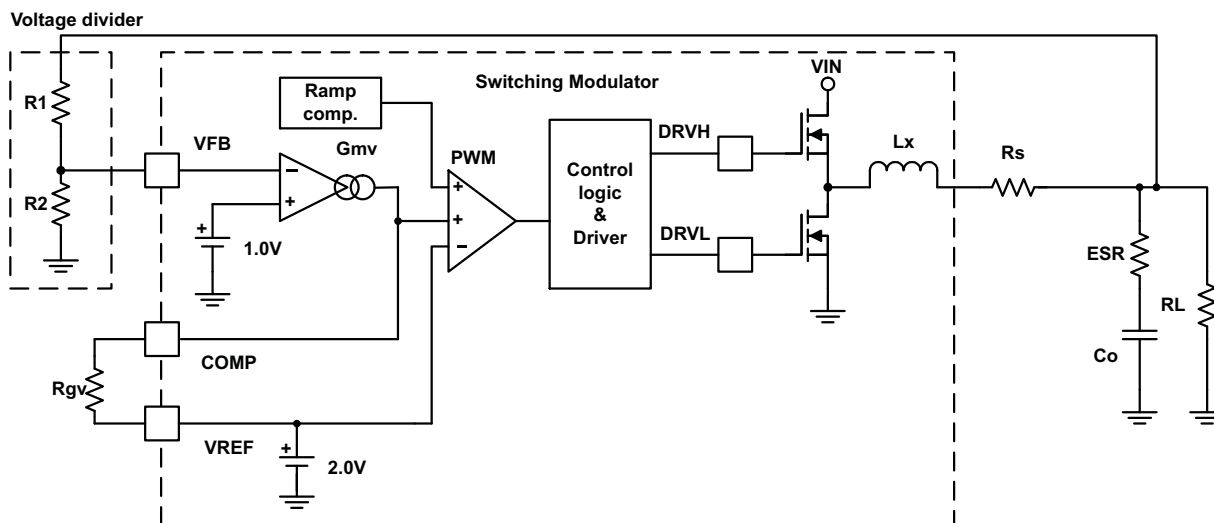 Voltage divider
R1
R2
VFB
Ramp
comp.
Switching Modulator
Gmv
PWM
+
+
−
−
+
+
1.0V
Control
logic
&
Driver
DRVH
DRVL
VIN
Lx
Rs
ESR
RL
Co
COMP
Rgv
VREF
+
2.0V